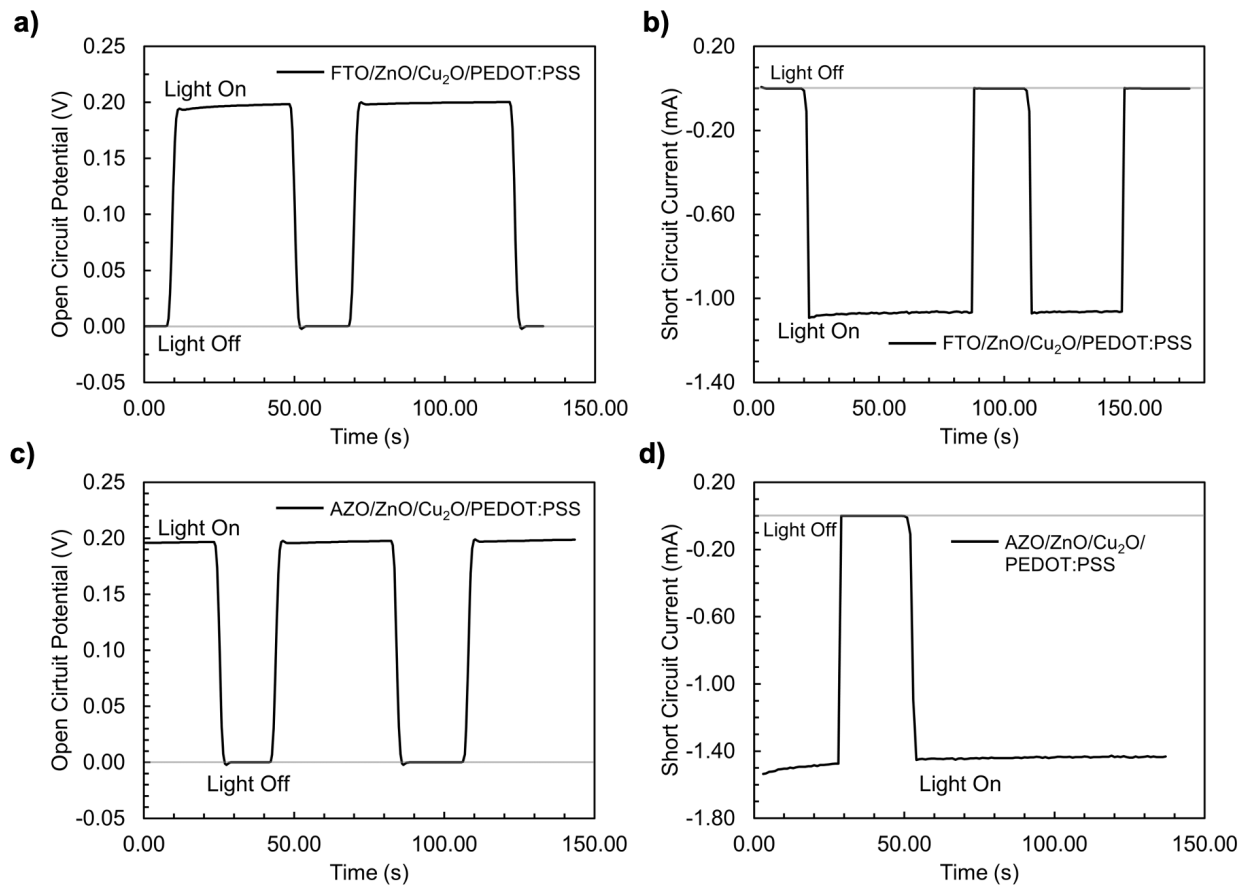 a)
0.25
0.20
0.15
0.10
0.05
0.00
-0.05
Open Circuit Potential (V)
Light On
FTO/ZnO/Cu₂O/PEDOT:PSS
Light Off
0.00 50.00 100.00 150.00
Time (s)
b)
0.20
-0.20
-0.60
-1.00
-1.40
Short Circuit Current (mA)
Light Off
Light On
FTO/ZnO/Cu₂O/PEDOT:PSS
0.00 50.00 100.00 150.00
Time (s)
c)
0.25
0.20
0.15
0.10
0.05
0.00
-0.05
Open Cirtuit Potential (V)
AZO/ZnO/Cu₂O/PEDOT:PSS
Light On
Light Off
0.00 50.00 100.00 150.00
Time (s)
d)
0.20
-0.20
-0.60
-1.00
-1.40
-1.80
Short Circuit Current (mA)
Light Off
AZO/ZnO/Cu₂O/
PEDOT:PSS
Light On
0.00 50.00 100.00 150.00
Time (s)